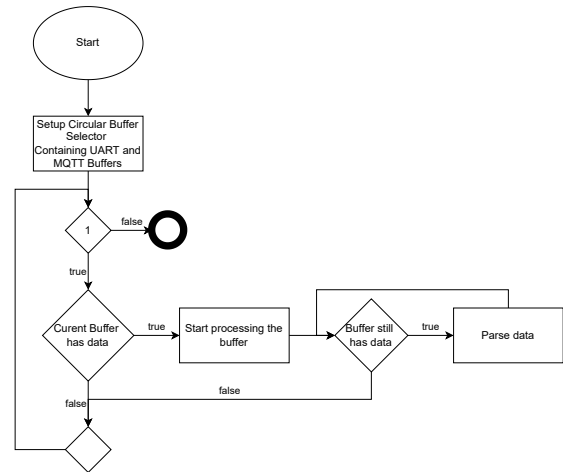 Start
Setup Circular Buffer
Selector
Containing UART and
MQTT Buffers
1
false
true
Curent Buffer
has data
true
Start processing the
buffer
Buffer still
has data
true
Parse data
false
false